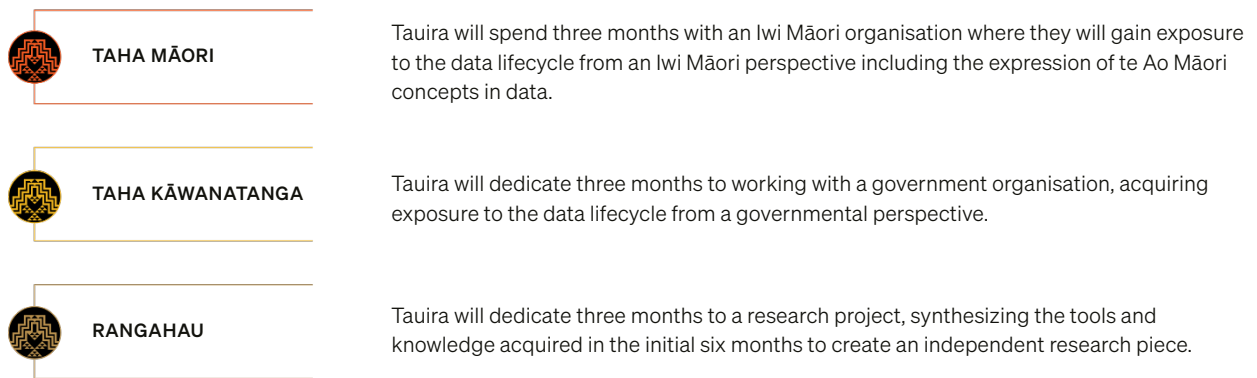 TAHA MĀORI
Tauira will spend three months with an Iwi Māori organisation where they will gain exposure
to the data lifecycle from an Iwi Māori perspective including the expression of te Ao Māori
concepts in data.
TAHA KĀWANATANGA
Tauira will dedicate three months to working with a government organisation, acquiring
exposure to the data lifecycle from a governmental perspective.
RANGAHAU
Tauira will dedicate three months to a research project, synthesizing the tools and
knowledge acquired in the initial six months to create an independent research piece.